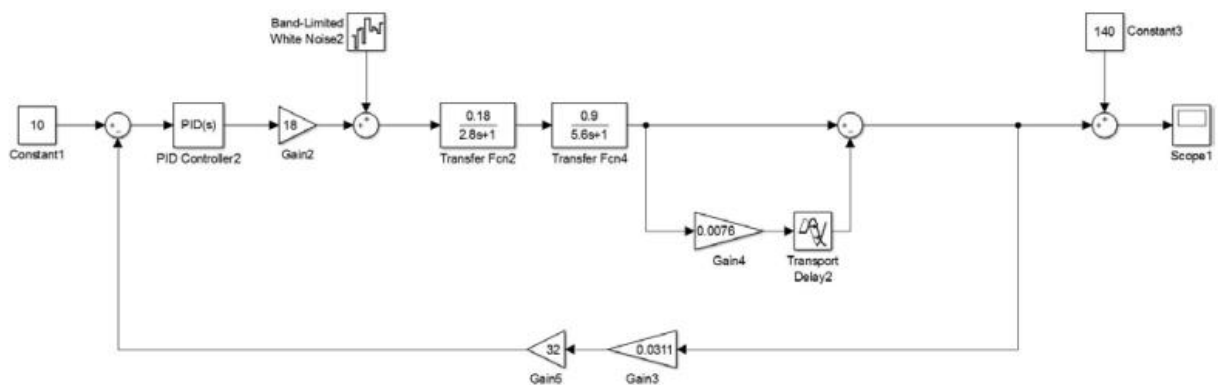 Band-Limited
White Noise2
140
Constant3
10
Constant1
+
-
PID(s)
PID Controller2
18
Gain2
+
+
0.18
2.8s+1
Transfer Fcn2
0.9
5.6s+1
Transfer Fcn4
+
-
+
+
Scope1
0.0076
Gain4
Transport
Delay2
32
Gain5
0.0311
Gain3